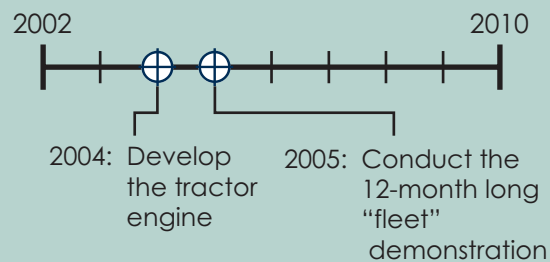 2002 2010
2004: Develop
the tractor
engine
2005: Conduct the
12-month long
“fleet”
demonstration